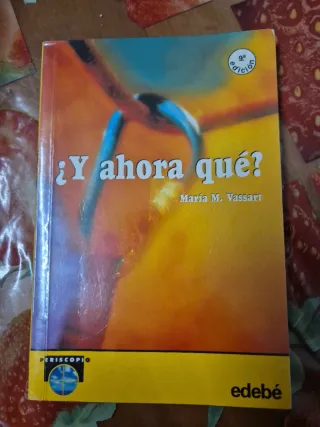 9ª
edición
¿Y ahora qué?
María M. Vassart
PERISCOPIO
edebé